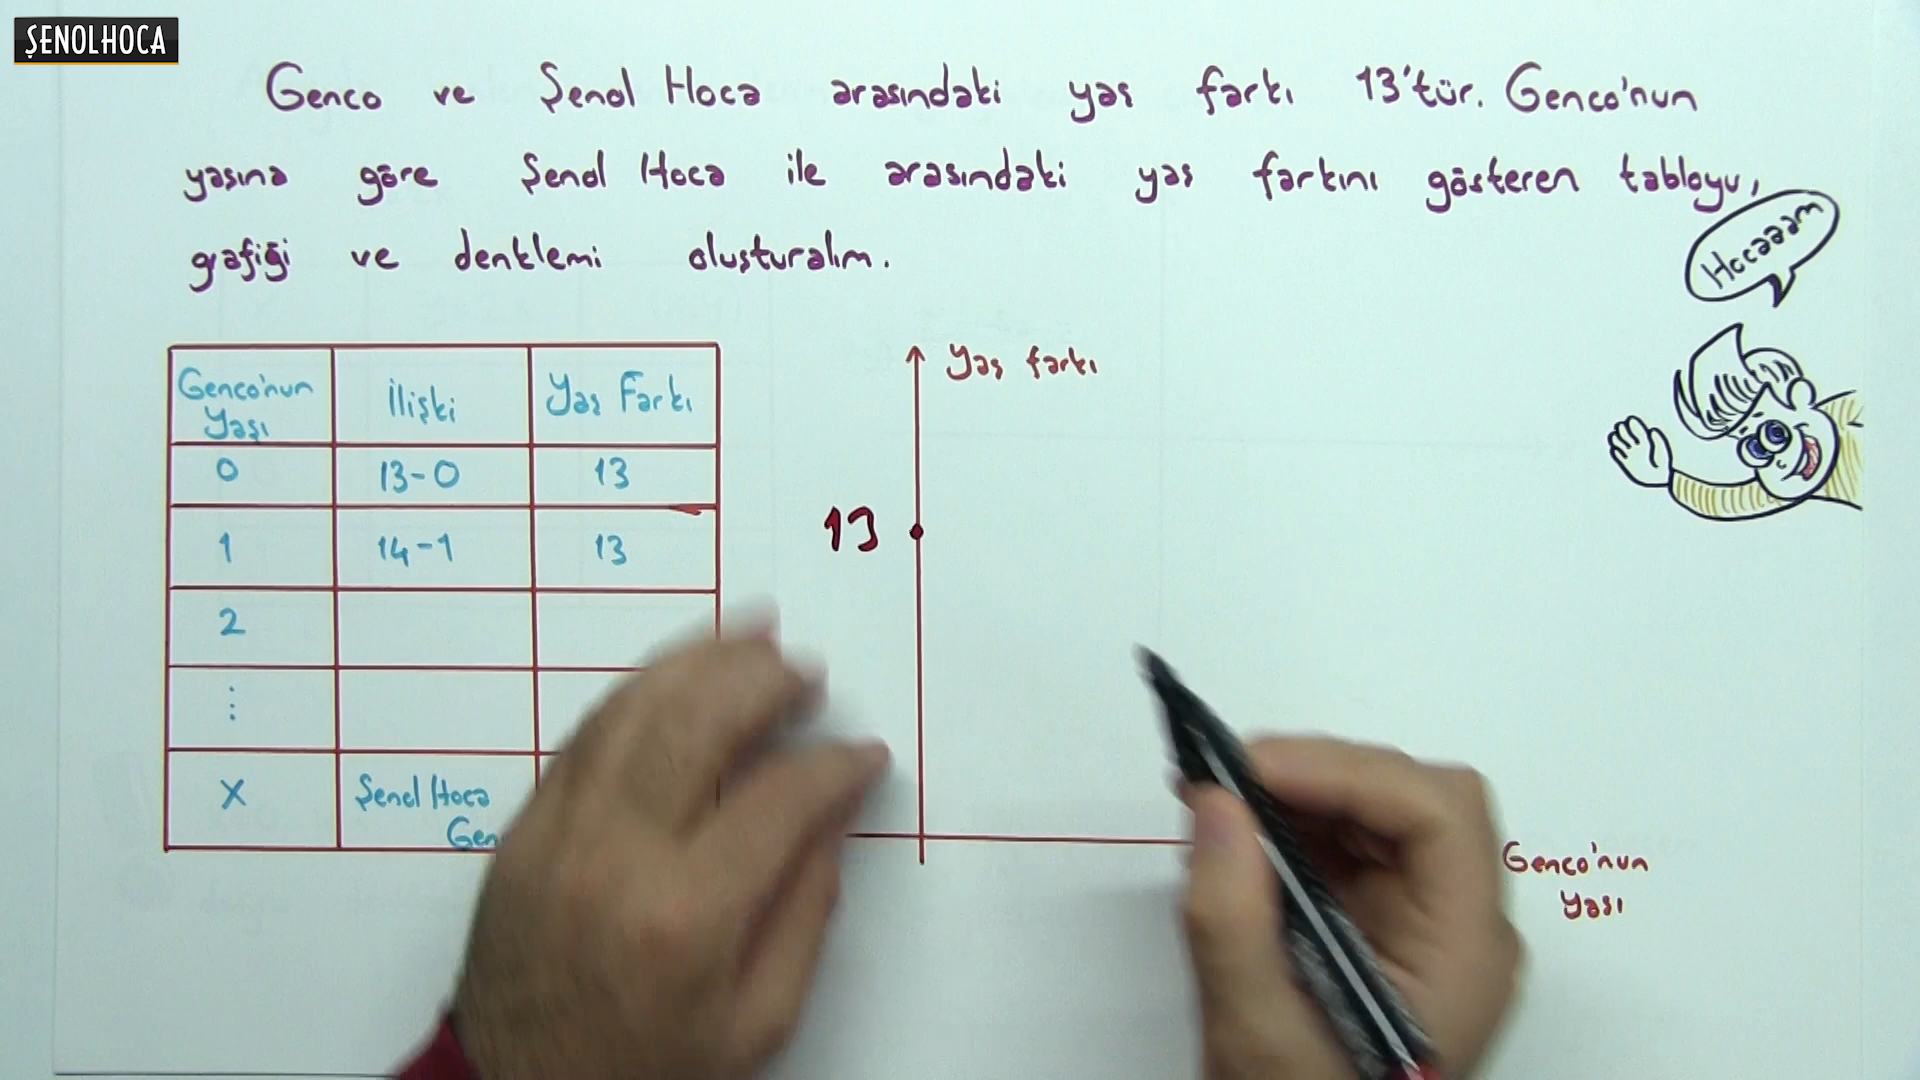 ŞENOLHOCA
Genco ve Şenol Hoca arasındaki yaş farkı 13'tür. Genco'nun
yaşına göre Şenol Hoca ile arasındaki yaş farkını gösteren tabloyu,
grafiği ve denklemi oluşturalım.
Hocaaam
Genco'nun Yaşı
İlişki
Yaş Farkı
0
13-0
13
1
14-1
13
2
⋮
X
Şenol Hoca
Yaş farkı
13
Genco'nun
Yaşı